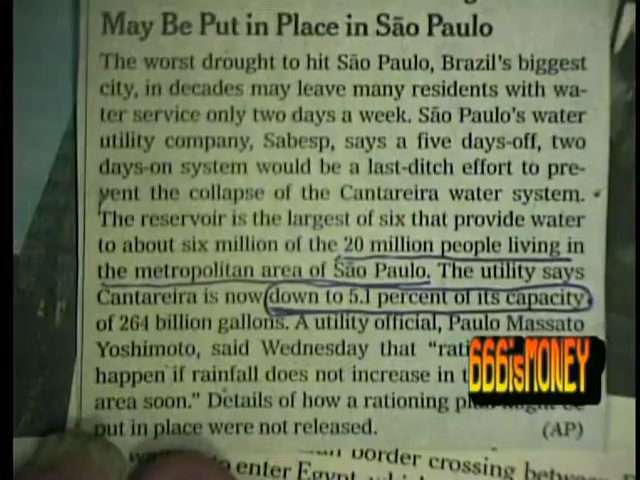 May Be Put in Place in São Paulo
The worst drought to hit São Paulo, Brazil's biggest
city, in decades may leave many residents with wa-
ter service only two days a week. São Paulo's water
utility company, Sabesp, says a five days-off, two
days-on system would be a last-ditch effort to pre-
vent the collapse of the Cantareira water system.
The reservoir is the largest of six that provide water
to about six million of the 20 million people living in
the metropolitan area of São Paulo. The utility says
Cantareira is now down to 5.1 percent of its capacity
of 264 billion gallons. A utility official, Paulo Massato
Yoshimoto, said Wednesday that "rati
666isMONEY
happen if rainfall does not increase in t
area soon." Details of how a rationing
put in place were not released. (AP)
border crossing betwe
to enter Egypt